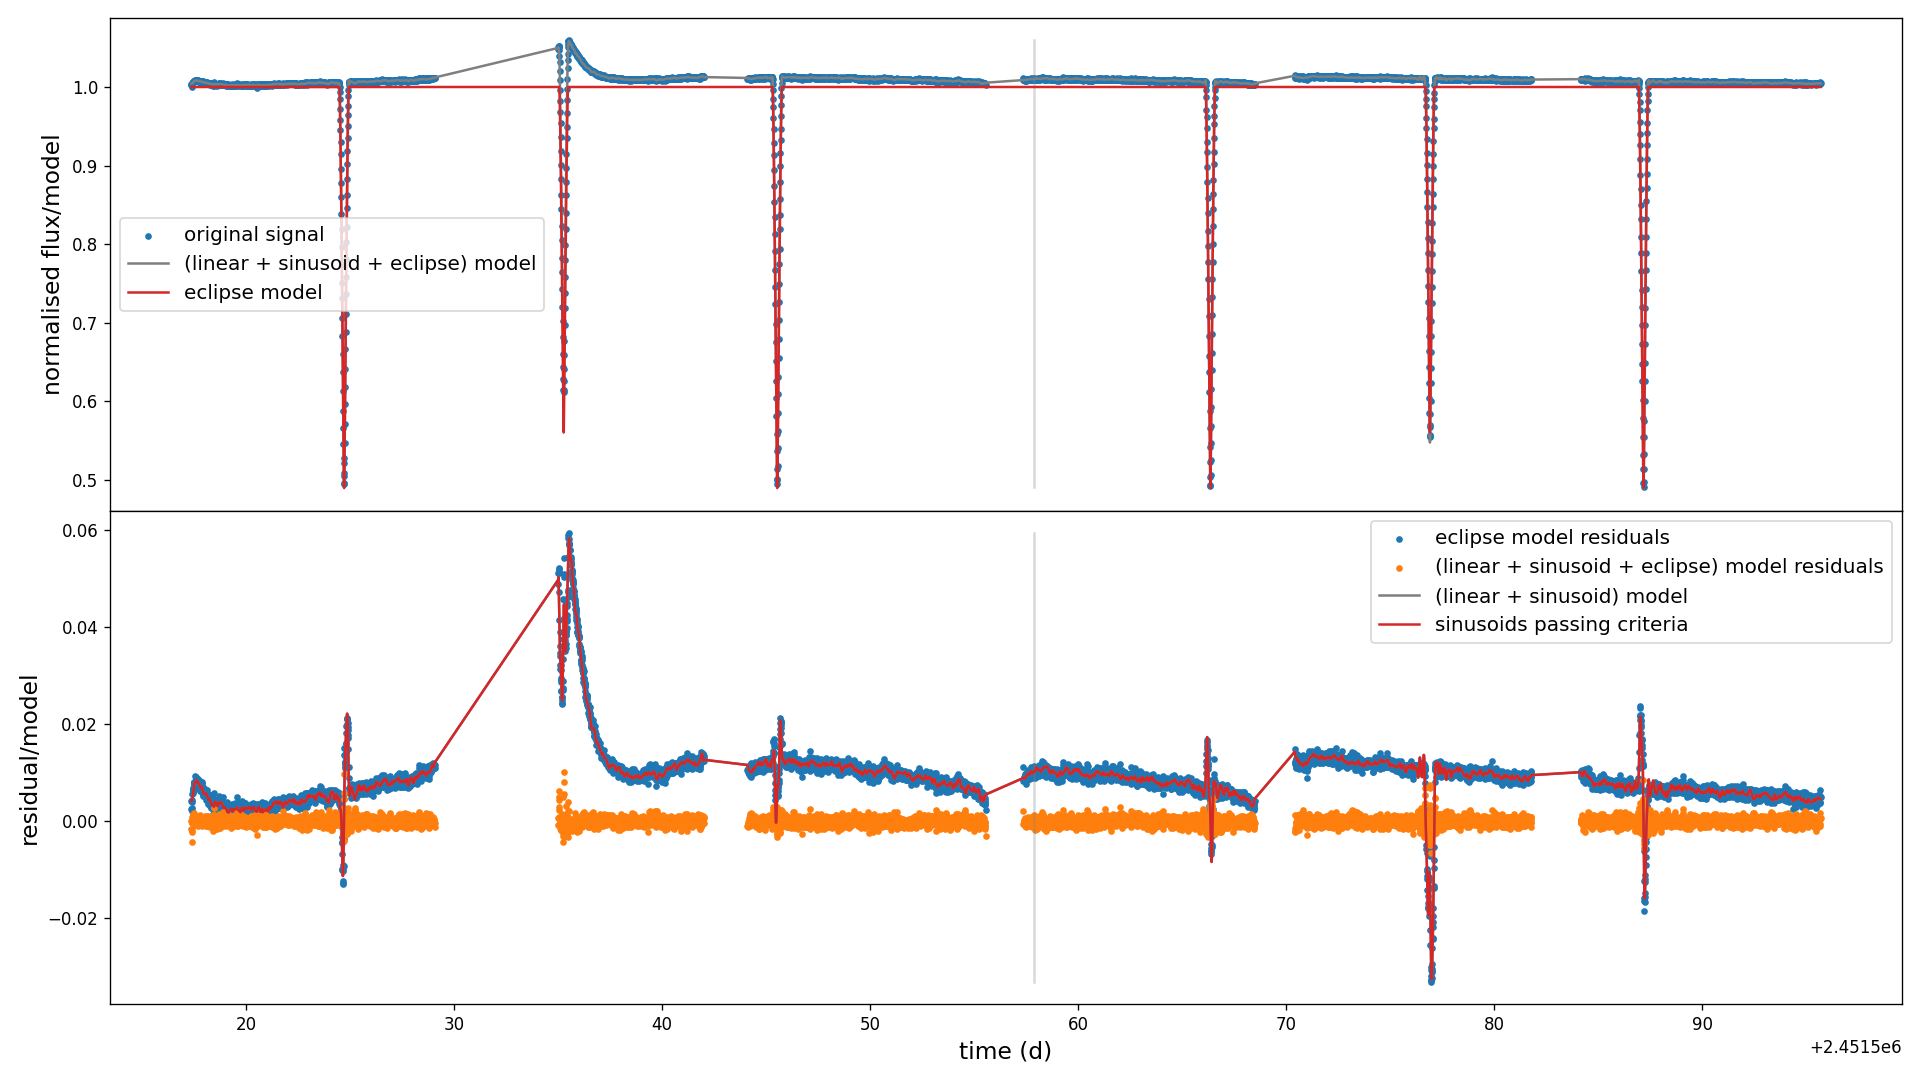 normalised flux/model
1.0
0.9
0.8
0.7
0.6
0.5
original signal
(linear + sinusoid + eclipse) model
eclipse model
residual/model
0.06
0.04
0.02
0.00
−0.02
eclipse model residuals
(linear + sinusoid + eclipse) model residuals
(linear + sinusoid) model
sinusoids passing criteria
20 30 40 50 60 70 80 90
time (d)
+2.4515e6